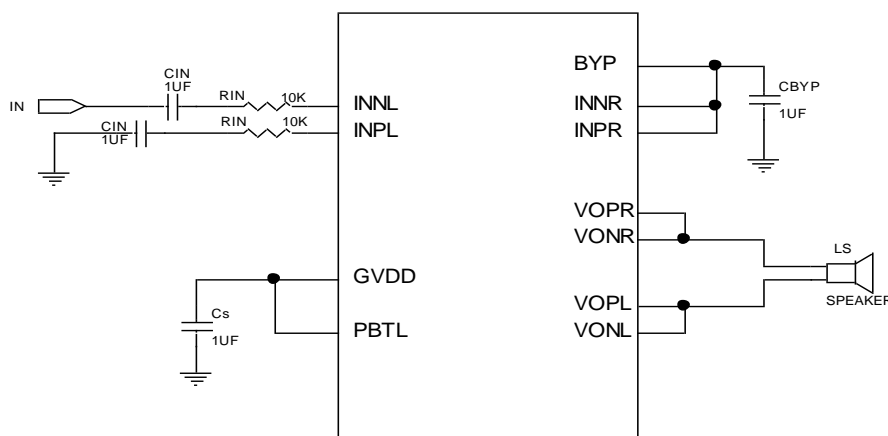 IN
CIN
1UF
RIN
10K
INNL
CIN
1UF
RIN
10K
INPL
GVDD
PBTL
Cs
1UF
BYP
INNR
INPR
CBYP
1UF
VOPR
VONR
VOPL
VONL
LS
SPEAKER